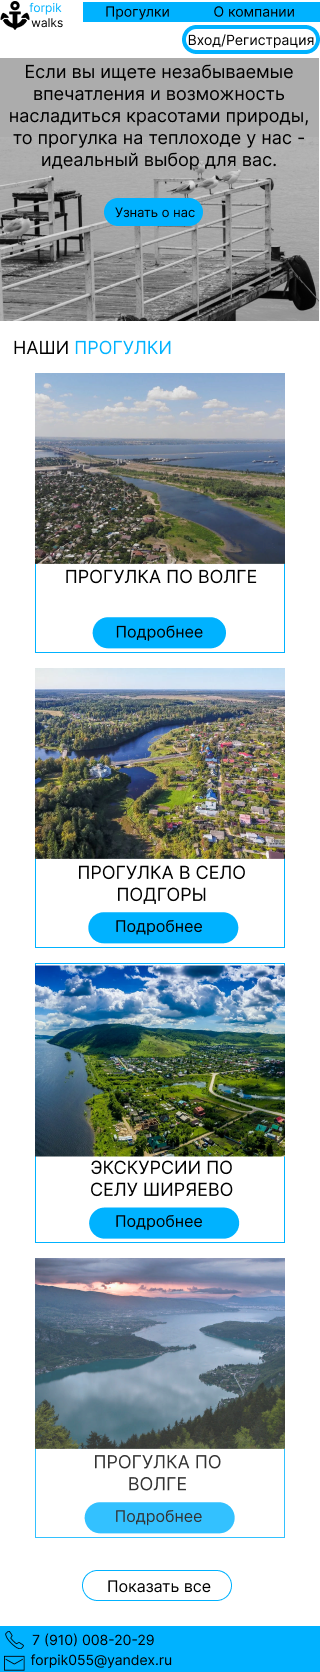 forpik
walks
Прогулки
О компании
Вход/Регистрация
Если вы ищете незабываемые
впечатления и возможность
насладиться красотами природы,
то прогулка на теплоходе у нас -
идеальный выбор для вас.
Узнать о нас
НАШИ ПРОГУЛКИ
ПРОГУЛКА ПО ВОЛГЕ
Подробнее
ПРОГУЛКА В СЕЛО
ПОДГОРЫ
Подробнее
ЭКСКУРСИИ ПО
СЕЛУ ШИРЯЕВО
Подробнее
ПРОГУЛКА ПО
ВОЛГЕ
Подробнее
Показать все
7 (910) 008-20-29
forpik055@yandex.ru